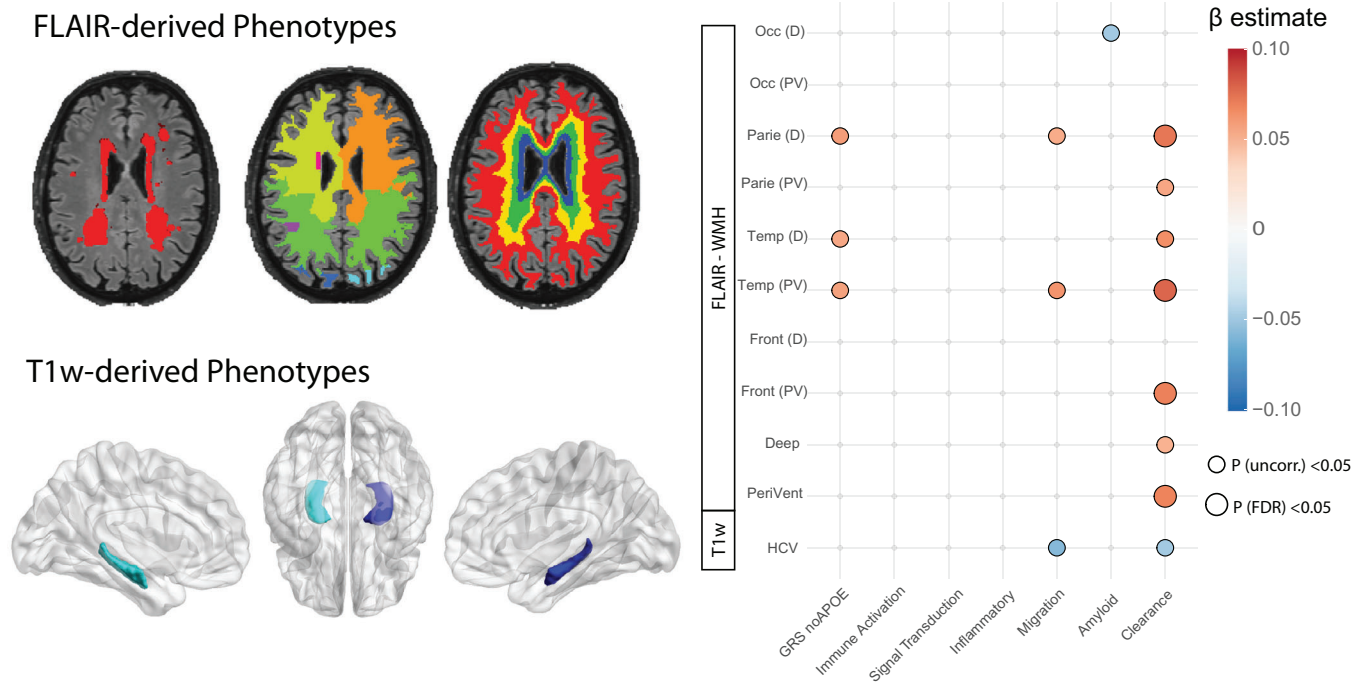 FLAIR-derived Phenotypes
T1w-derived Phenotypes
FLAIR - WMH
T1w
Occ (D)
Occ (PV)
Parie (D)
Parie (PV)
Temp (D)
Temp (PV)
Front (D)
Front (PV)
Deep
PeriVent
HCV
GRS noAPOE
Immune Activation
Signal Transduction
Inflammatory
Migration
Amyloid
Clearance
β estimate
0.10
0.05
0
−0.05
−0.10
P (uncorr.) <0.05
P (FDR) <0.05